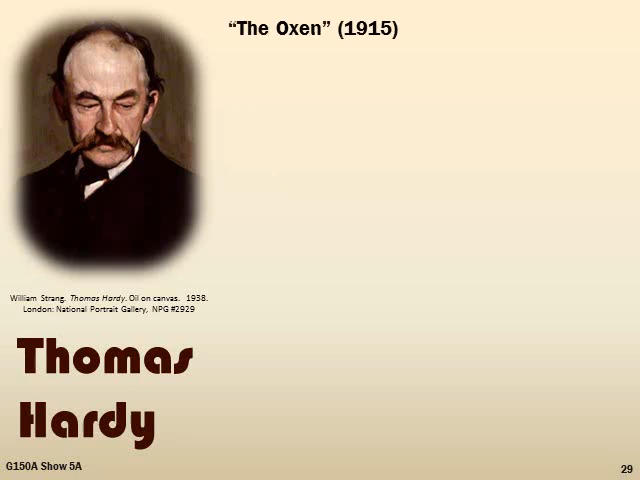 “The Oxen” (1915)
William Strang. Thomas Hardy. Oil on canvas. 1938.
London: National Portrait Gallery, NPG #2929
Thomas
Hardy
G150A Show 5A
29